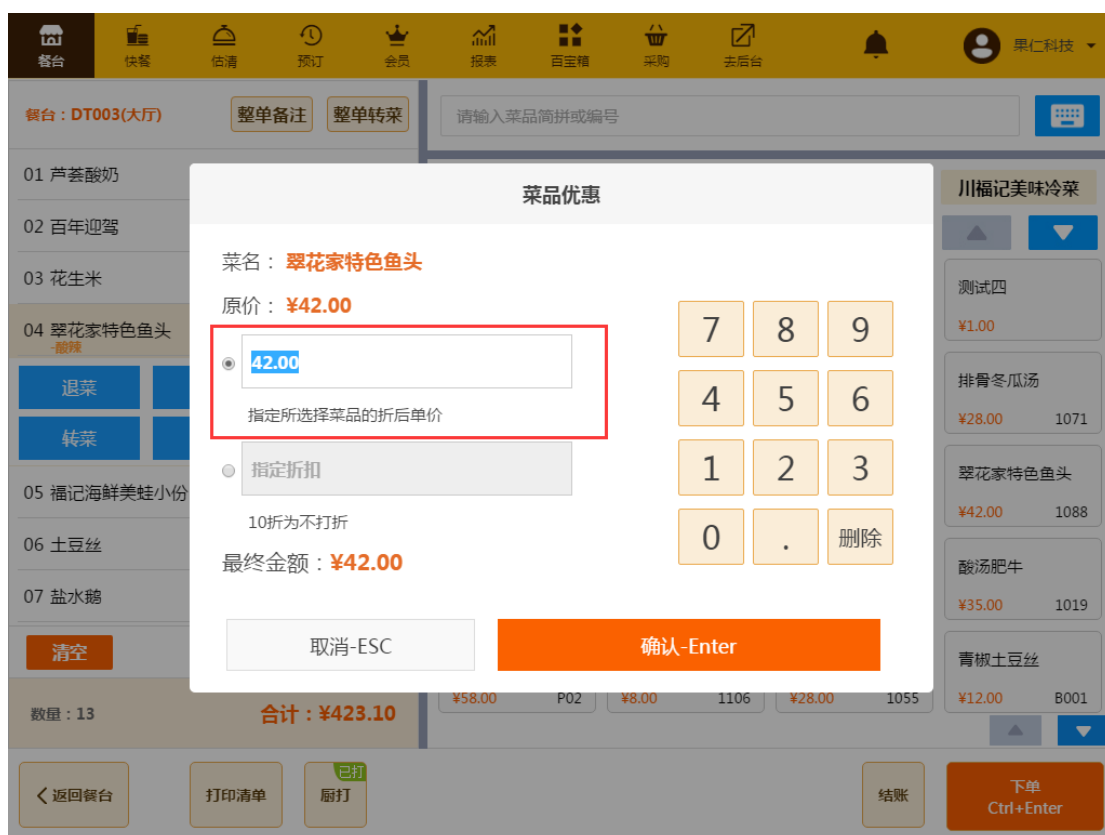 餐台 快餐 估清 预订 会员 报表 百宝箱 采购 去后台 果仁科技
餐台：DT003(大厅) 整单备注 整单转菜 请输入菜品简拼或编号
01 芦荟酸奶
02 百年迎驾
03 花生米
04 翠花家特色鱼头
-酸辣
退菜
转菜
05 福记海鲜美蛙小份
06 土豆丝
07 盐水鹅
清空
数量：13 合计：¥423.10
菜品优惠
菜名： 翠花家特色鱼头
原价： ¥42.00
42.00
指定所选择菜品的折后单价
指定折扣
10折为不打折
最终金额：¥42.00
7 8 9
4 5 6
1 2 3
0 . 删除
取消-ESC 确认-Enter
川福记美味冷菜
测试四
¥1.00
排骨冬瓜汤
¥28.00 1071
翠花家特色鱼头
¥42.00 1088
酸汤肥牛
¥35.00 1019
青椒土豆丝
¥58.00 P02 ¥8.00 1106 ¥28.00 1055 ¥12.00 B001
返回餐台 打印清单 已打 厨打 结账 下单
Ctrl+Enter